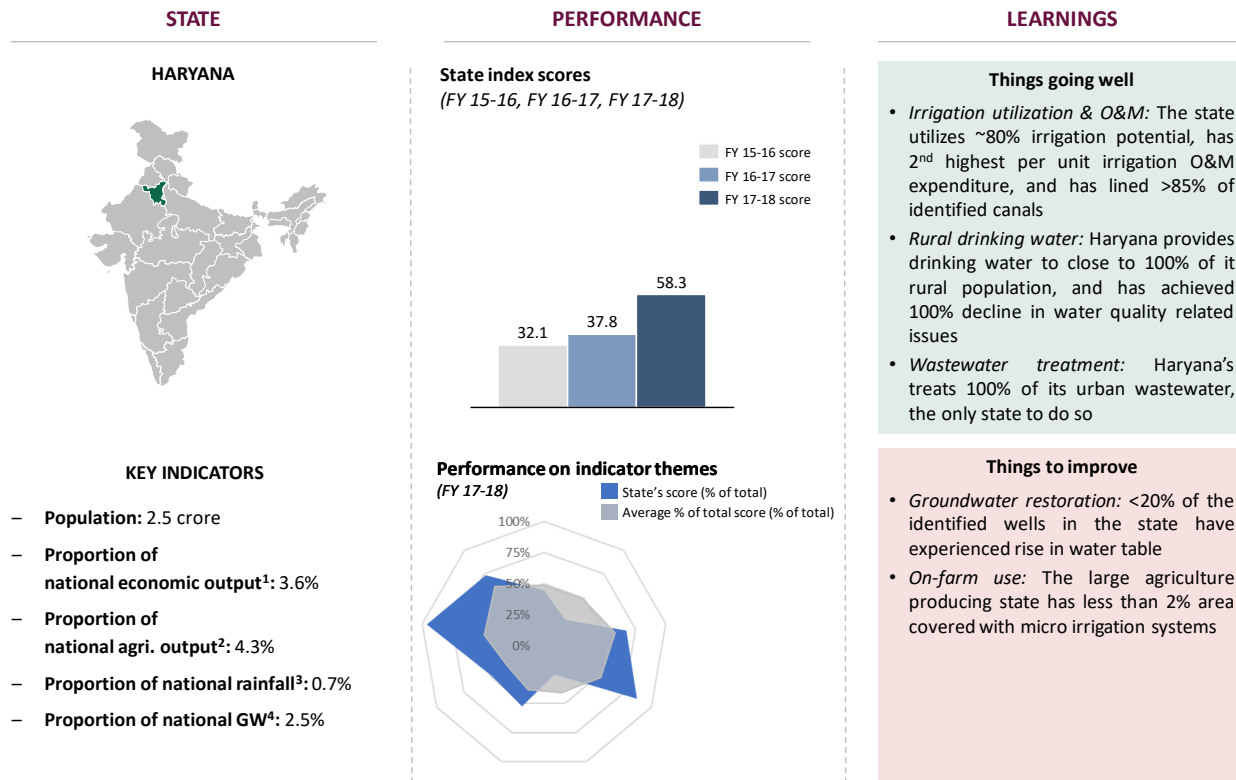 STATE
HARYANA
KEY INDICATORS
– Population: 2.5 crore
– Proportion of
national economic output¹: 3.6%
– Proportion of
national agri. output²: 4.3%
– Proportion of national rainfall³: 0.7%
– Proportion of national GW⁴: 2.5%
PERFORMANCE
State index scores
(FY 15-16, FY 16-17, FY 17-18)
FY 15-16 score
FY 16-17 score
FY 17-18 score
32.1
37.8
58.3
Performance on indicator themes
(FY 17-18)
State's score (% of total)
Average % of total score (% of total)
100%
75%
50%
25%
0%
LEARNINGS
Things going well
• Irrigation utilization & O&M: The state
utilizes ~80% irrigation potential, has
2nd highest per unit irrigation O&M
expenditure, and has lined >85% of
identified canals
• Rural drinking water: Haryana provides
drinking water to close to 100% of it
rural population, and has achieved
100% decline in water quality related
issues
• Wastewater treatment: Haryana's
treats 100% of its urban wastewater,
the only state to do so
Things to improve
• Groundwater restoration: <20% of the
identified wells in the state have
experienced rise in water table
• On-farm use: The large agriculture
producing state has less than 2% area
covered with micro irrigation systems